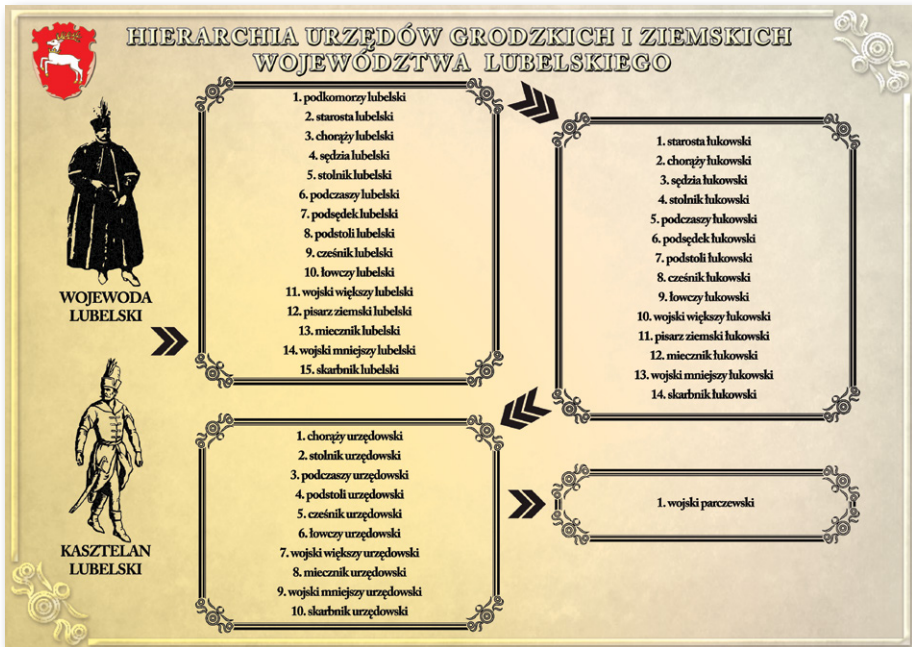 HIERARCHIA URZĘDÓW GRODZKICH I ZIEMSKICH
WOJEWÓDZTWA LUBELSKIEGO
WOJEWODA
LUBELSKI
KASZTELAN
LUBELSKI
1. podkomorzy lubelski
2. starosta lubelski
3. chorąży lubelski
4. sędzia lubelski
5. stolnik lubelski
6. podczaszy lubelski
7. podsędek lubelski
8. podstoli lubelski
9. cześnik lubelski
10. łowczy lubelski
11. wojski większy lubelski
12. pisarz ziemski lubelski
13. miecznik lubelski
14. wojski mniejszy lubelski
15. skarbnik lubelski
1. starosta łukowski
2. chorąży łukowski
3. sędzia łukowski
4. stolnik łukowski
5. podczaszy łukowski
6. podsędek łukowski
7. podstoli łukowski
8. cześnik łukowski
9. łowczy łukowski
10. wojski większy łukowski
11. pisarz ziemski łukowski
12. miecznik łukowski
13. wojski mniejszy łukowski
14. skarbnik łukowski
1. chorąży urzędowski
2. stolnik urzędowski
3. podczaszy urzędowski
4. podstoli urzędowski
5. cześnik urzędowski
6. łowczy urzędowski
7. wojski większy urzędowski
8. miecznik urzędowski
9. wojski mniejszy urzędowski
10. skarbnik urzędowski
1. wojski parczewski